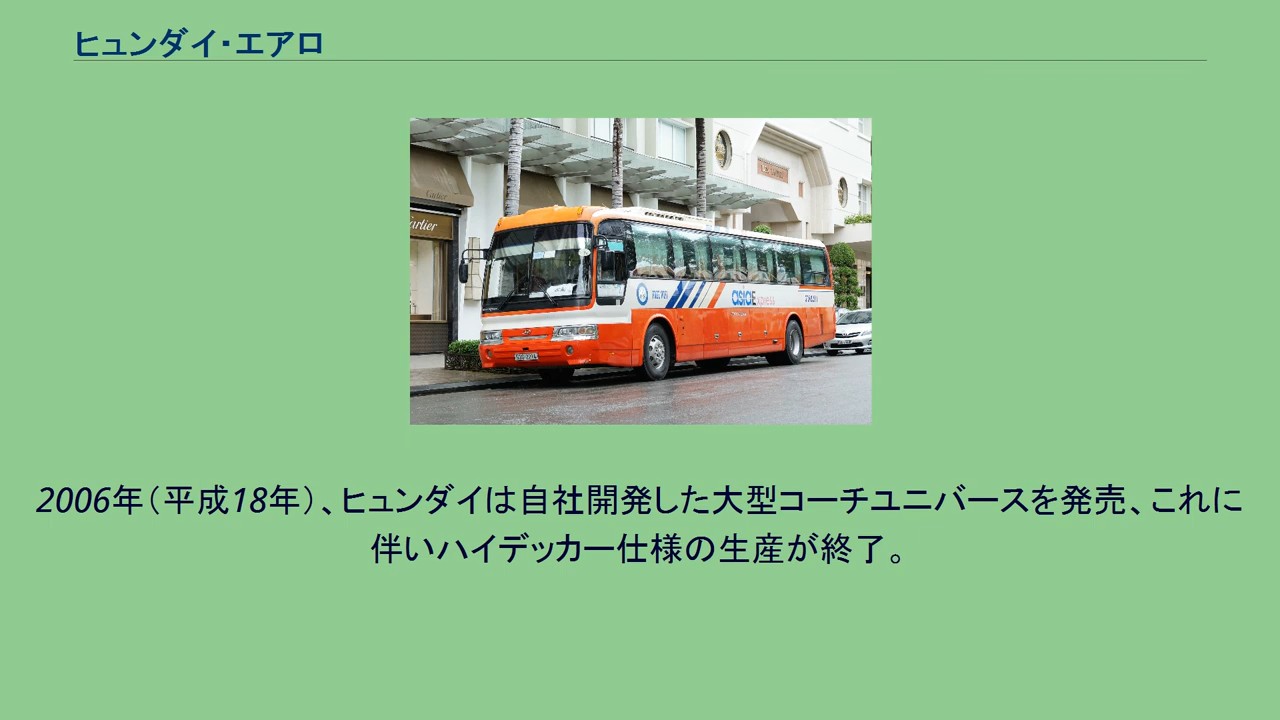 ヒュンダイ・エアロ
Cartier
asiaExpress
2006年（平成18年）、ヒュンダイは自社開発した大型コーチユニバースを発売、これに
伴いハイデッカー仕様の生産が終了。